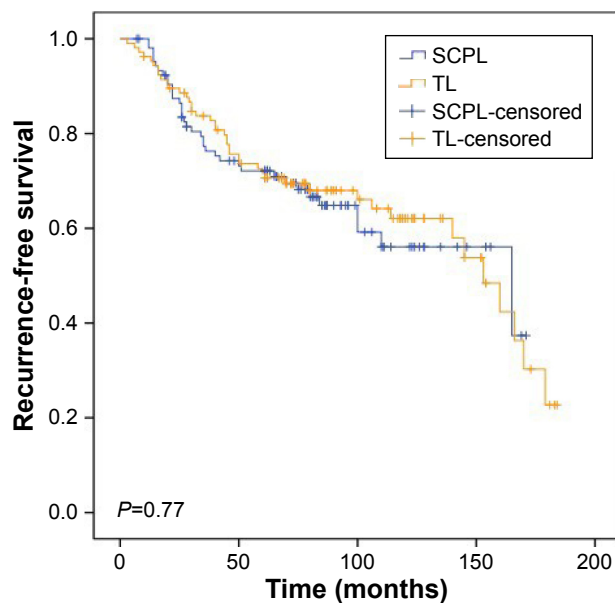 Recurrence-free survival
1.0
0.8
0.6
0.4
0.2
0.0
SCPL
TL
SCPL-censored
TL-censored
P=0.77
0 50 100 150 200
Time (months)